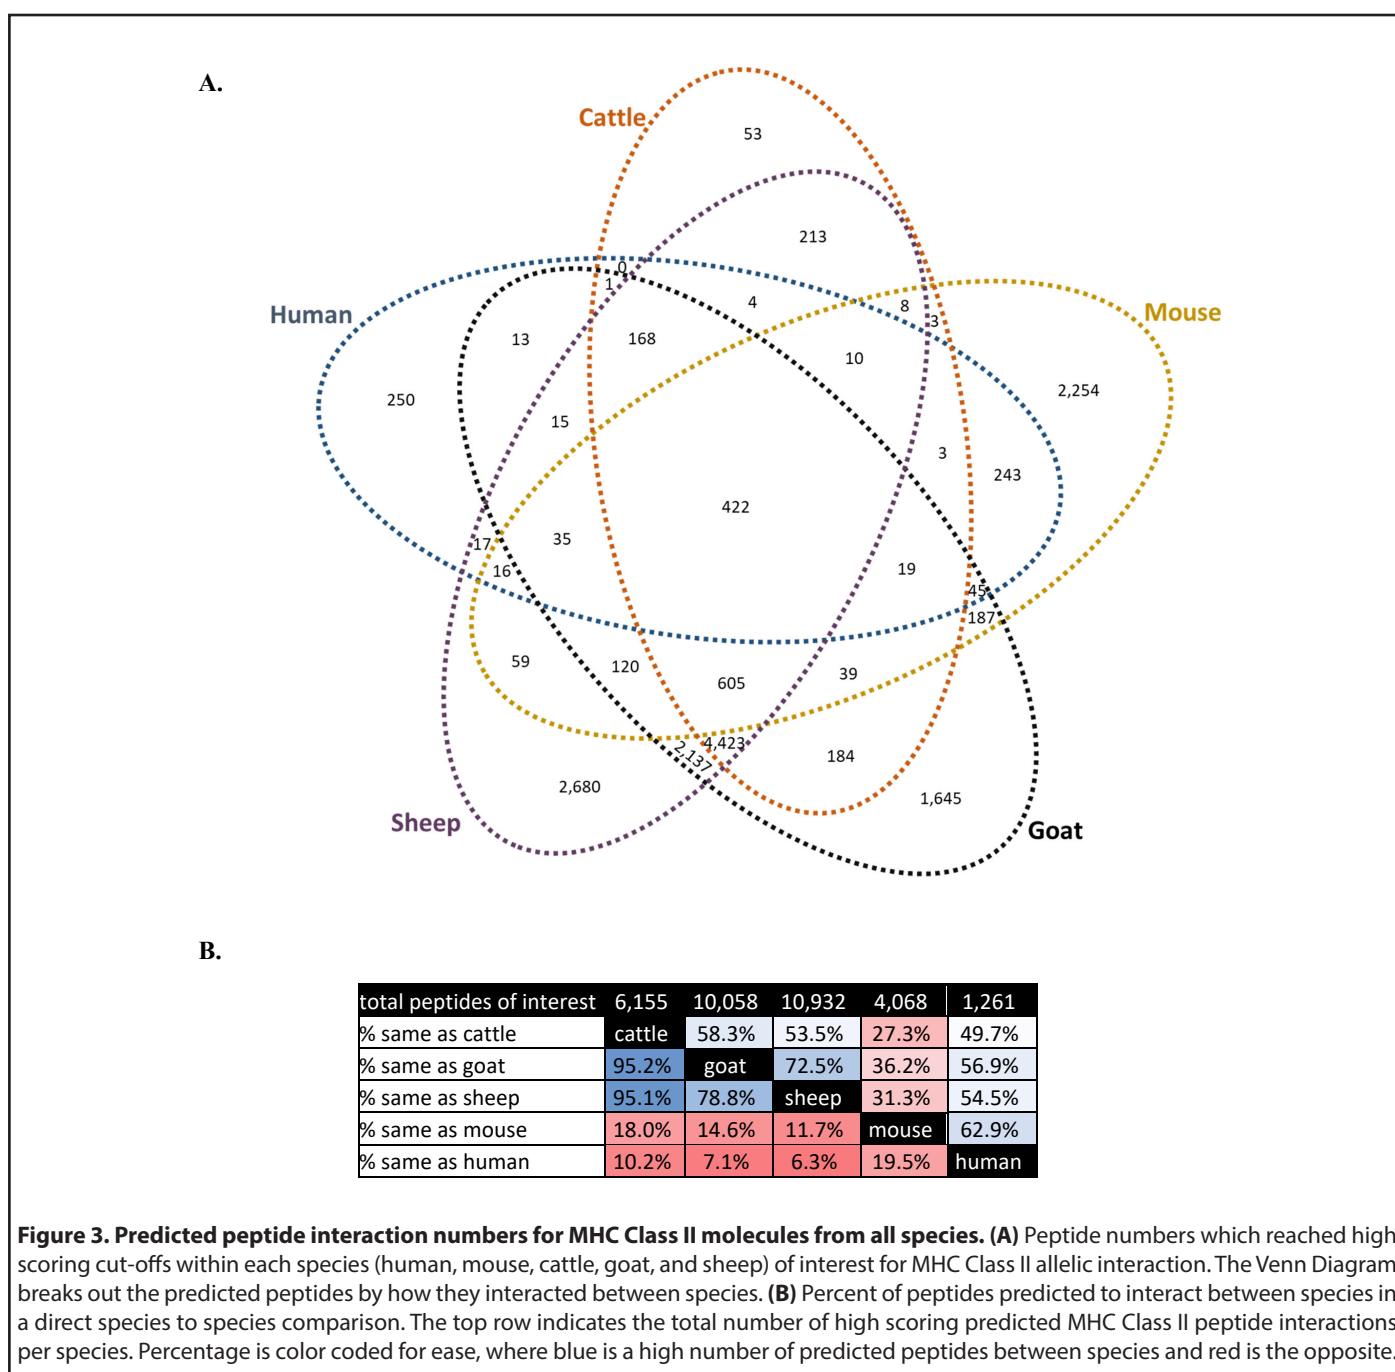 A.
Cattle
53
213
Human
0
1
4
8
3
Mouse
13
168
10
250
2,254
15
3
243
422
17
35
16
19
45
187
59
120
605
39
4,423
2,137
184
2,680
1,645
Sheep
Goat
B.
total peptides of interest 6,155 10,058 10,932 4,068 1,261
% same as cattle cattle 58.3% 53.5% 27.3% 49.7%
% same as goat 95.2% goat 72.5% 36.2% 56.9%
% same as sheep 95.1% 78.8% sheep 31.3% 54.5%
% same as mouse 18.0% 14.6% 11.7% mouse 62.9%
% same as human 10.2% 7.1% 6.3% 19.5% human
Figure 3. Predicted peptide interaction numbers for MHC Class II molecules from all species. (A) Peptide numbers which reached high
scoring cut-offs within each species (human, mouse, cattle, goat, and sheep) of interest for MHC Class II allelic interaction. The Venn Diagram
breaks out the predicted peptides by how they interacted between species. (B) Percent of peptides predicted to interact between species in
a direct species to species comparison. The top row indicates the total number of high scoring predicted MHC Class II peptide interactions
per species. Percentage is color coded for ease, where blue is a high number of predicted peptides between species and red is the opposite.